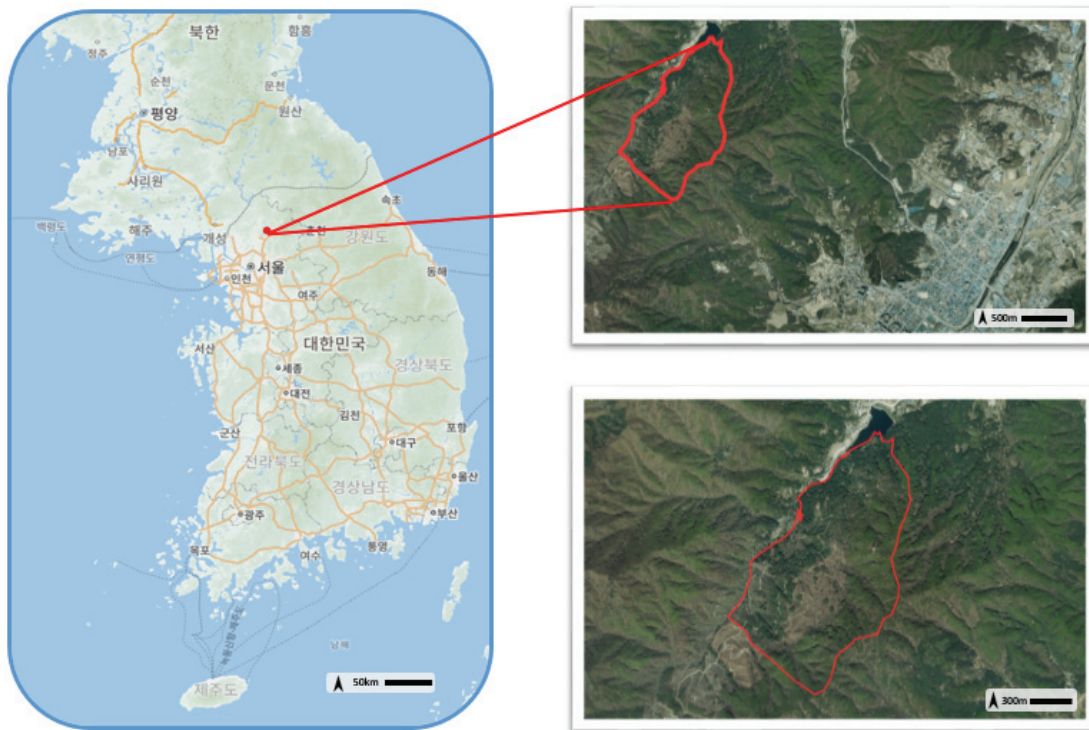 북한
함흥
정주
순천
문천
평양
원산
남포
사리원
속초
백령도
해주
개성
춘천
강원도
연평도
서울
인천
동해
여주
대한민국
서산
경상북도
세종
대전
김천
포항
군산
대구
전라북도
경상남도
울산
광주
부산
목포
여수
통영
남해
제주도
50km
500m
300m